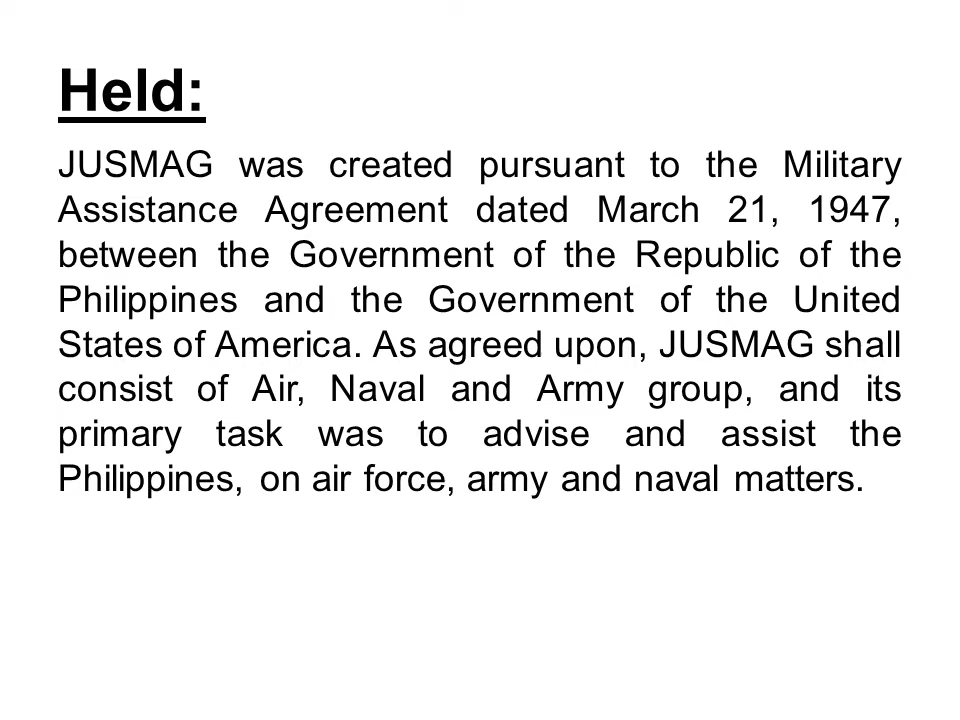 Held:
JUSMAG was created pursuant to the Military
Assistance Agreement dated March 21, 1947,
between the Government of the Republic of the
Philippines and the Government of the United
States of America. As agreed upon, JUSMAG shall
consist of Air, Naval and Army group, and its
primary task was to advise and assist the
Philippines, on air force, army and naval matters.